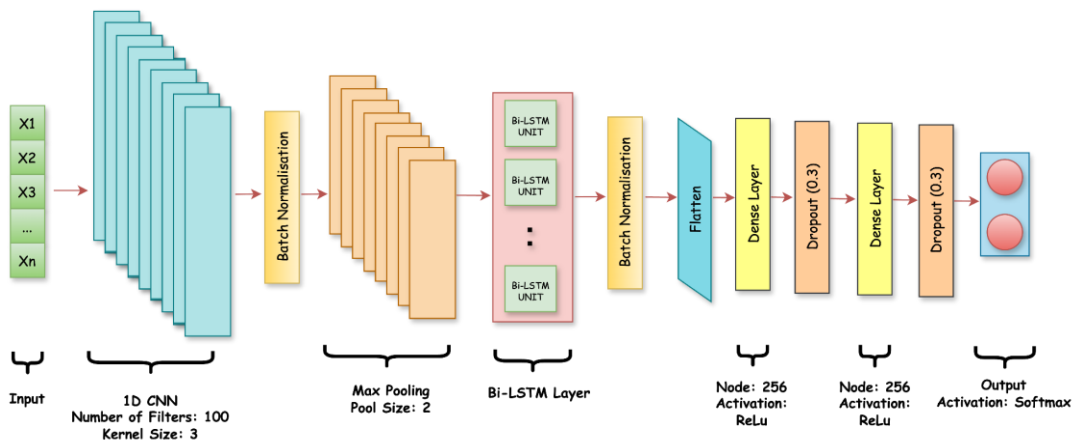 X1
X2
X3
...
Xn
Batch Normalisation
Bi-LSTM
UNIT
Bi-LSTM
UNIT
:
Bi-LSTM
UNIT
Batch Normalisation
Flatten
Dense Layer
Dropout (0.3)
Dense Layer
Dropout (0.3)
Input
1D CNN
Number of Filters: 100
Kernel Size: 3
Max Pooling
Pool Size: 2
Bi-LSTM Layer
Node: 256
Activation:
ReLu
Node: 256
Activation:
ReLu
Output
Activation: Softmax